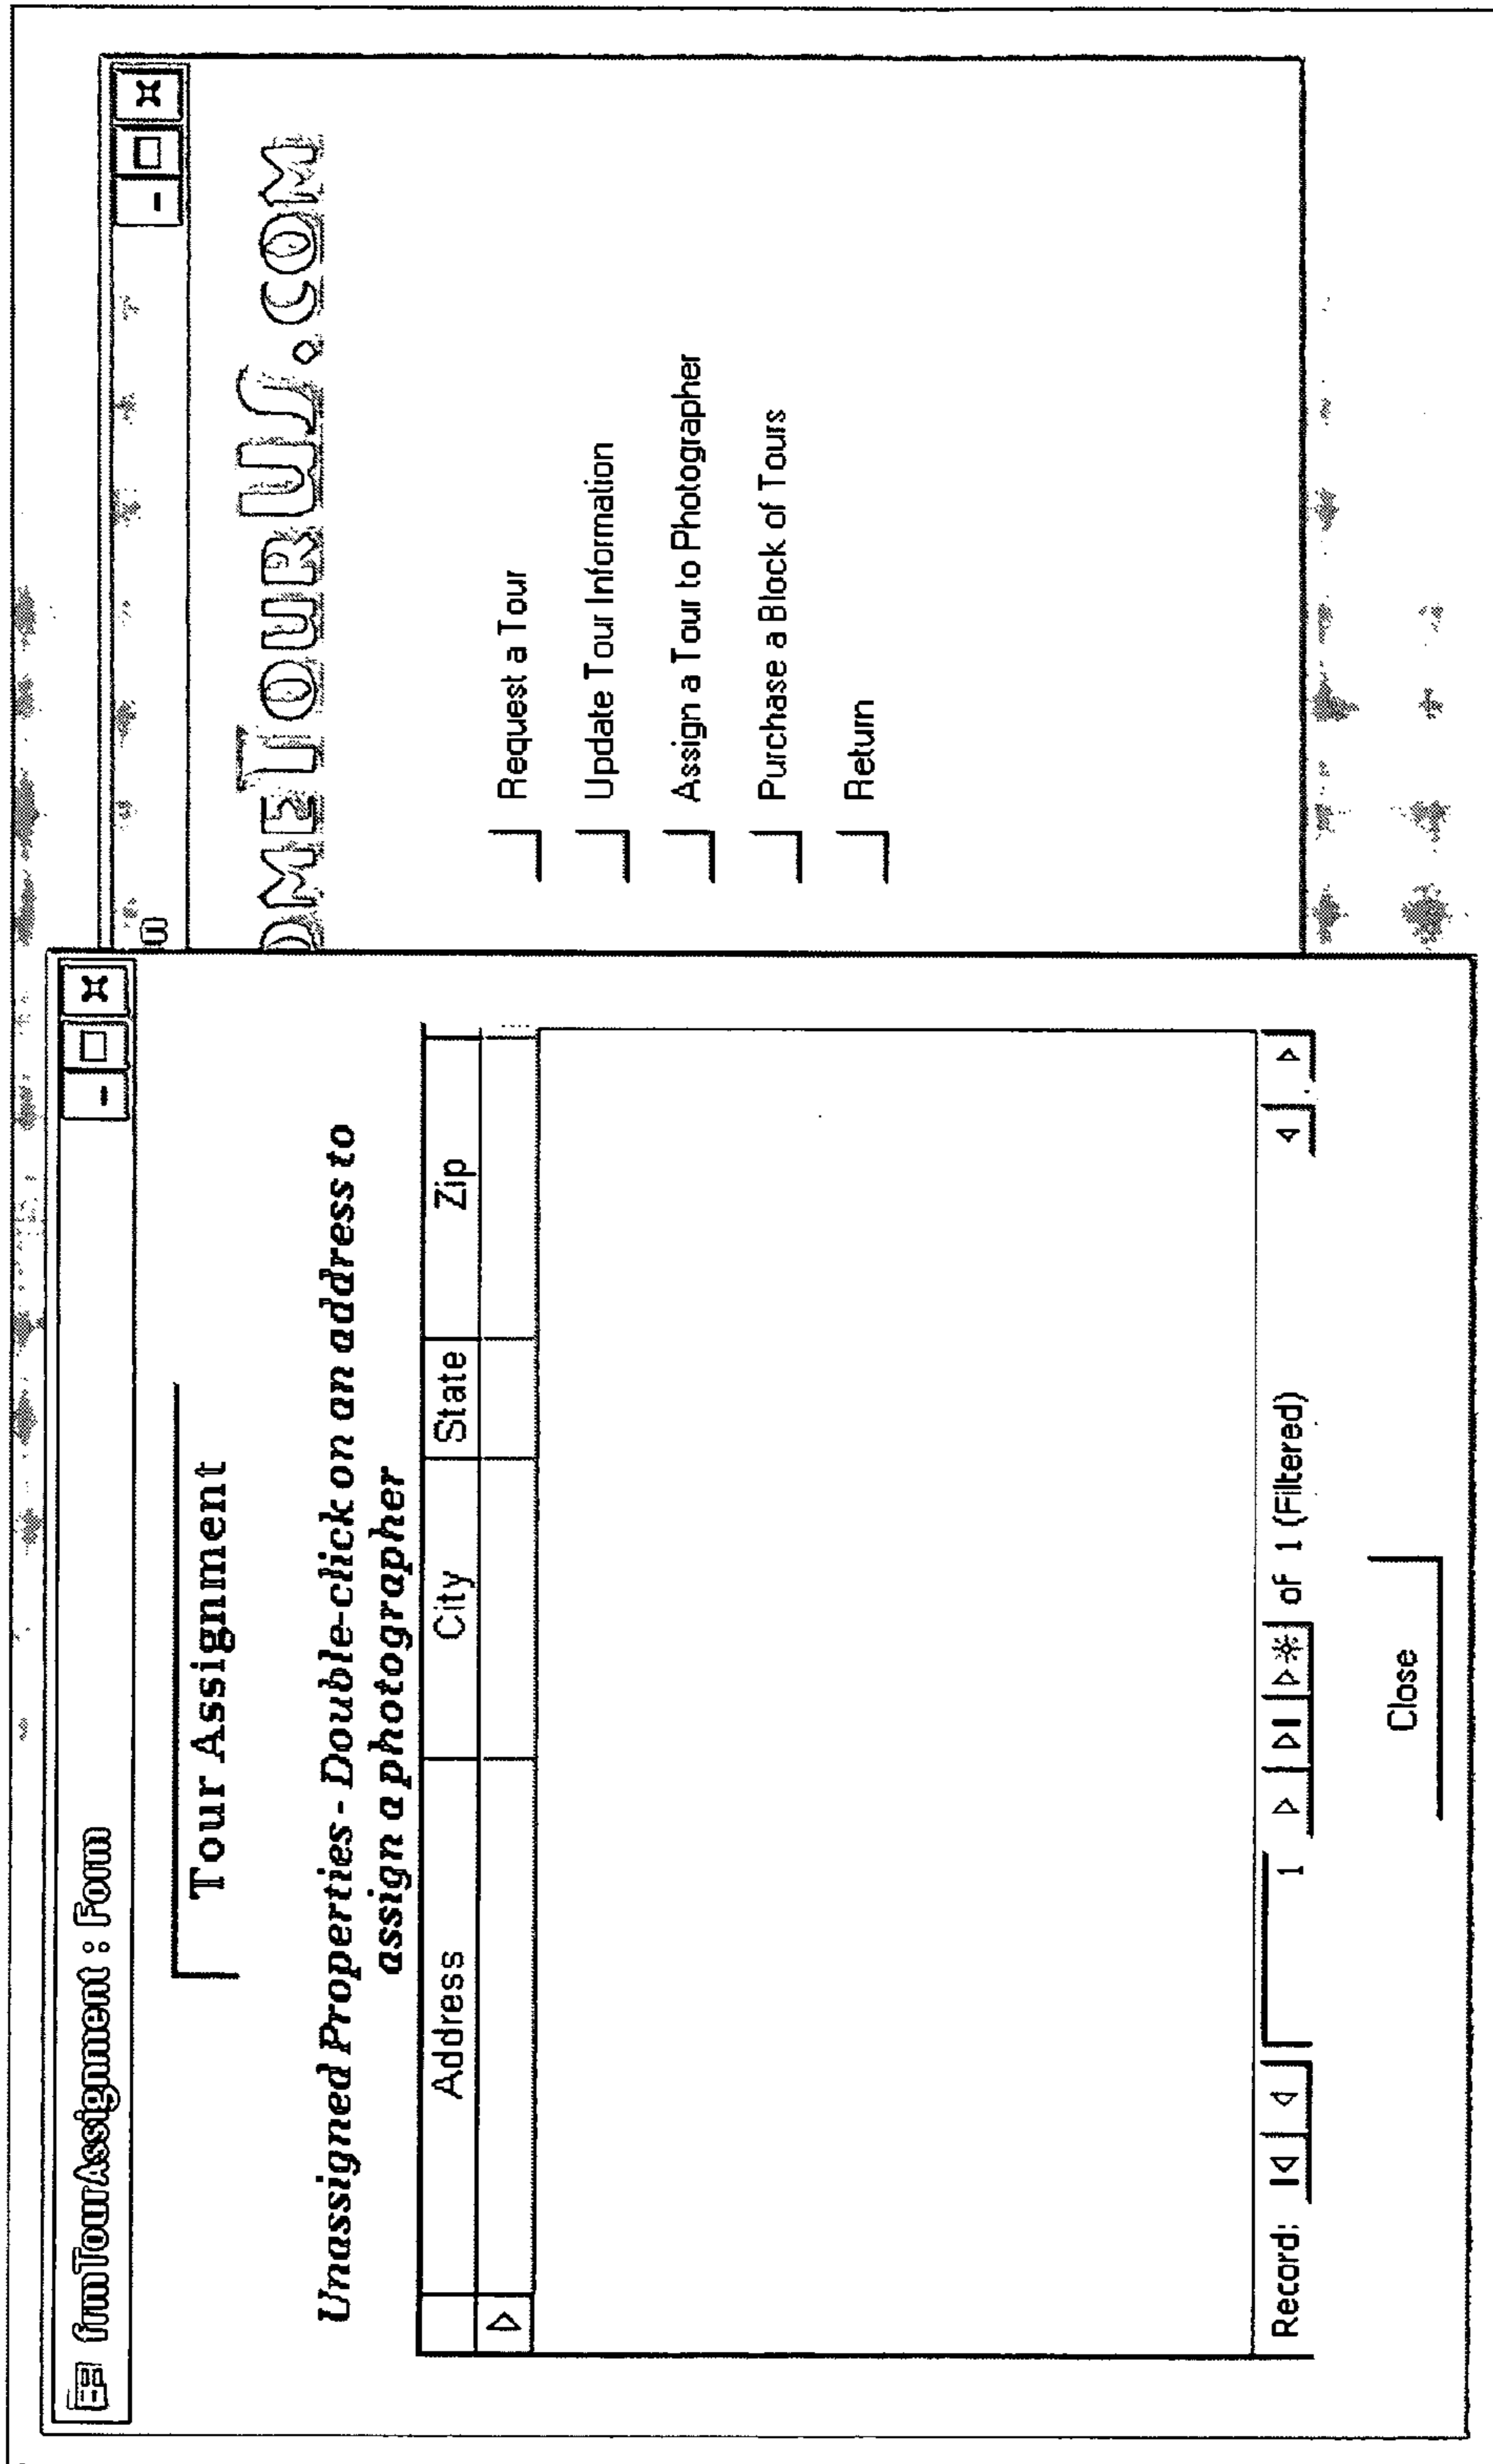 frmTourAssignment : Form
Tour Assignment
Unassigned Properties - Double-click on an address to
assign a photographer
Address City State Zip
Record: 1 of 1 (Filtered)
Close
OMETOURUS.COM
Request a Tour
Update Tour Information
Assign a Tour to Photographer
Purchase a Block of Tours
Return